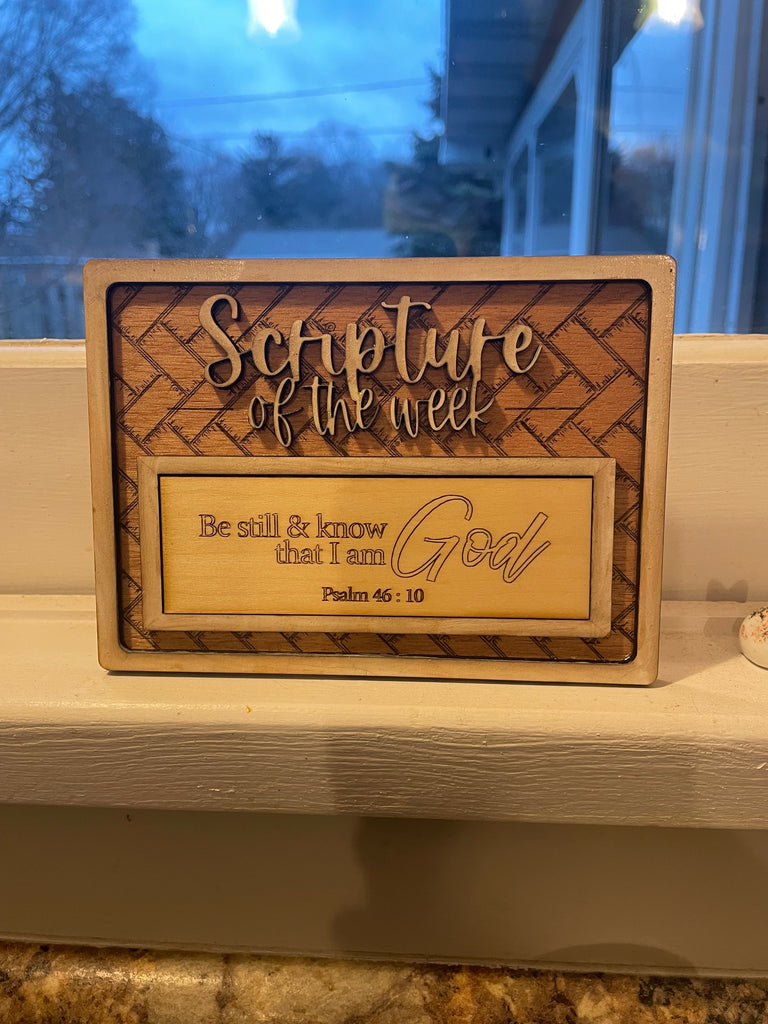 Scripture
of the week
Be still & know
that I am God
Psalm 46 : 10